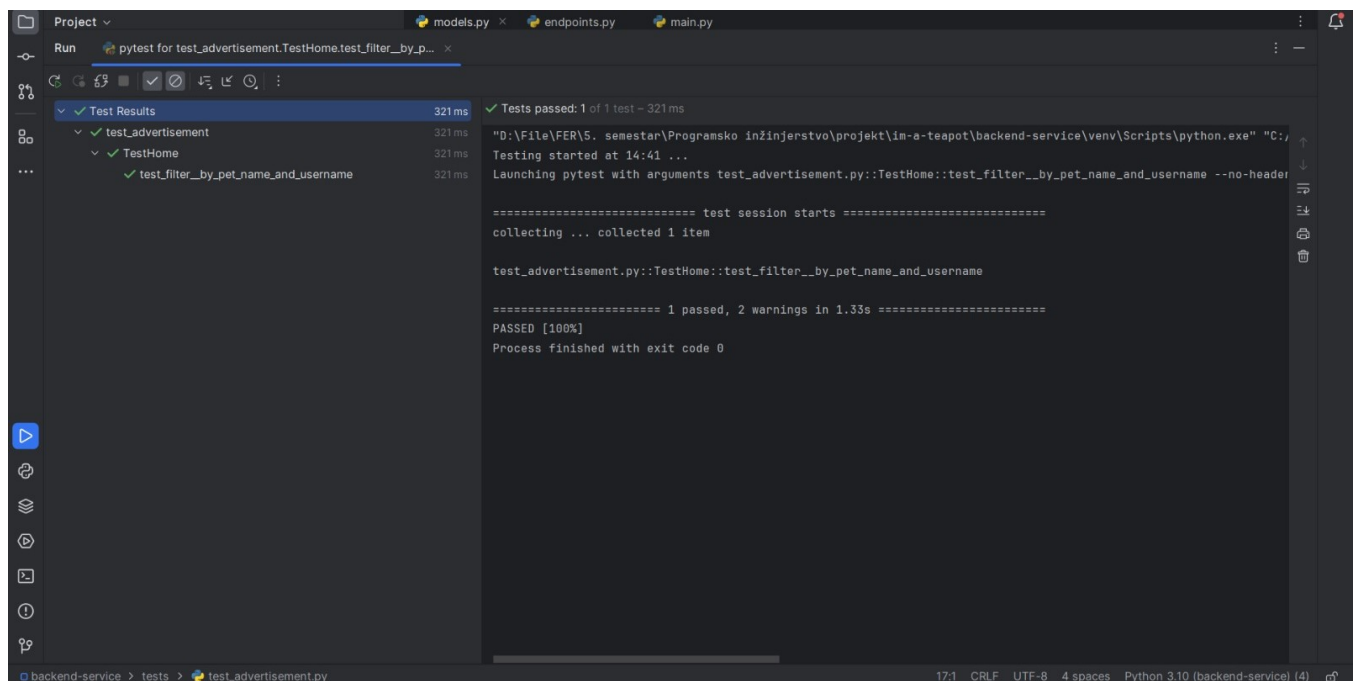 Project
models.py
endpoints.py
main.py
Run
pytest for test_advertisement.TestHome.test_filter__by_p...
Test Results 321 ms
test_advertisement 321 ms
TestHome 321 ms
test_filter__by_pet_name_and_username 321 ms
Tests passed: 1 of 1 test – 321 ms
"D:\File\FER\5. semestar\Programsko inžinjerstvo\projekt\im-a-teapot\backend-service\venv\Scripts\python.exe" "C:/
Testing started at 14:41 ...
Launching pytest with arguments test_advertisement.py::TestHome::test_filter__by_pet_name_and_username --no-header
============================= test session starts =============================
collecting ... collected 1 item
test_advertisement.py::TestHome::test_filter__by_pet_name_and_username
======================== 1 passed, 2 warnings in 1.33s ========================
PASSED [100%]
Process finished with exit code 0
backend-service > tests > test_advertisement.py
17:1 CRLF UTF-8 4 spaces Python 3.10 (backend-service) (4)